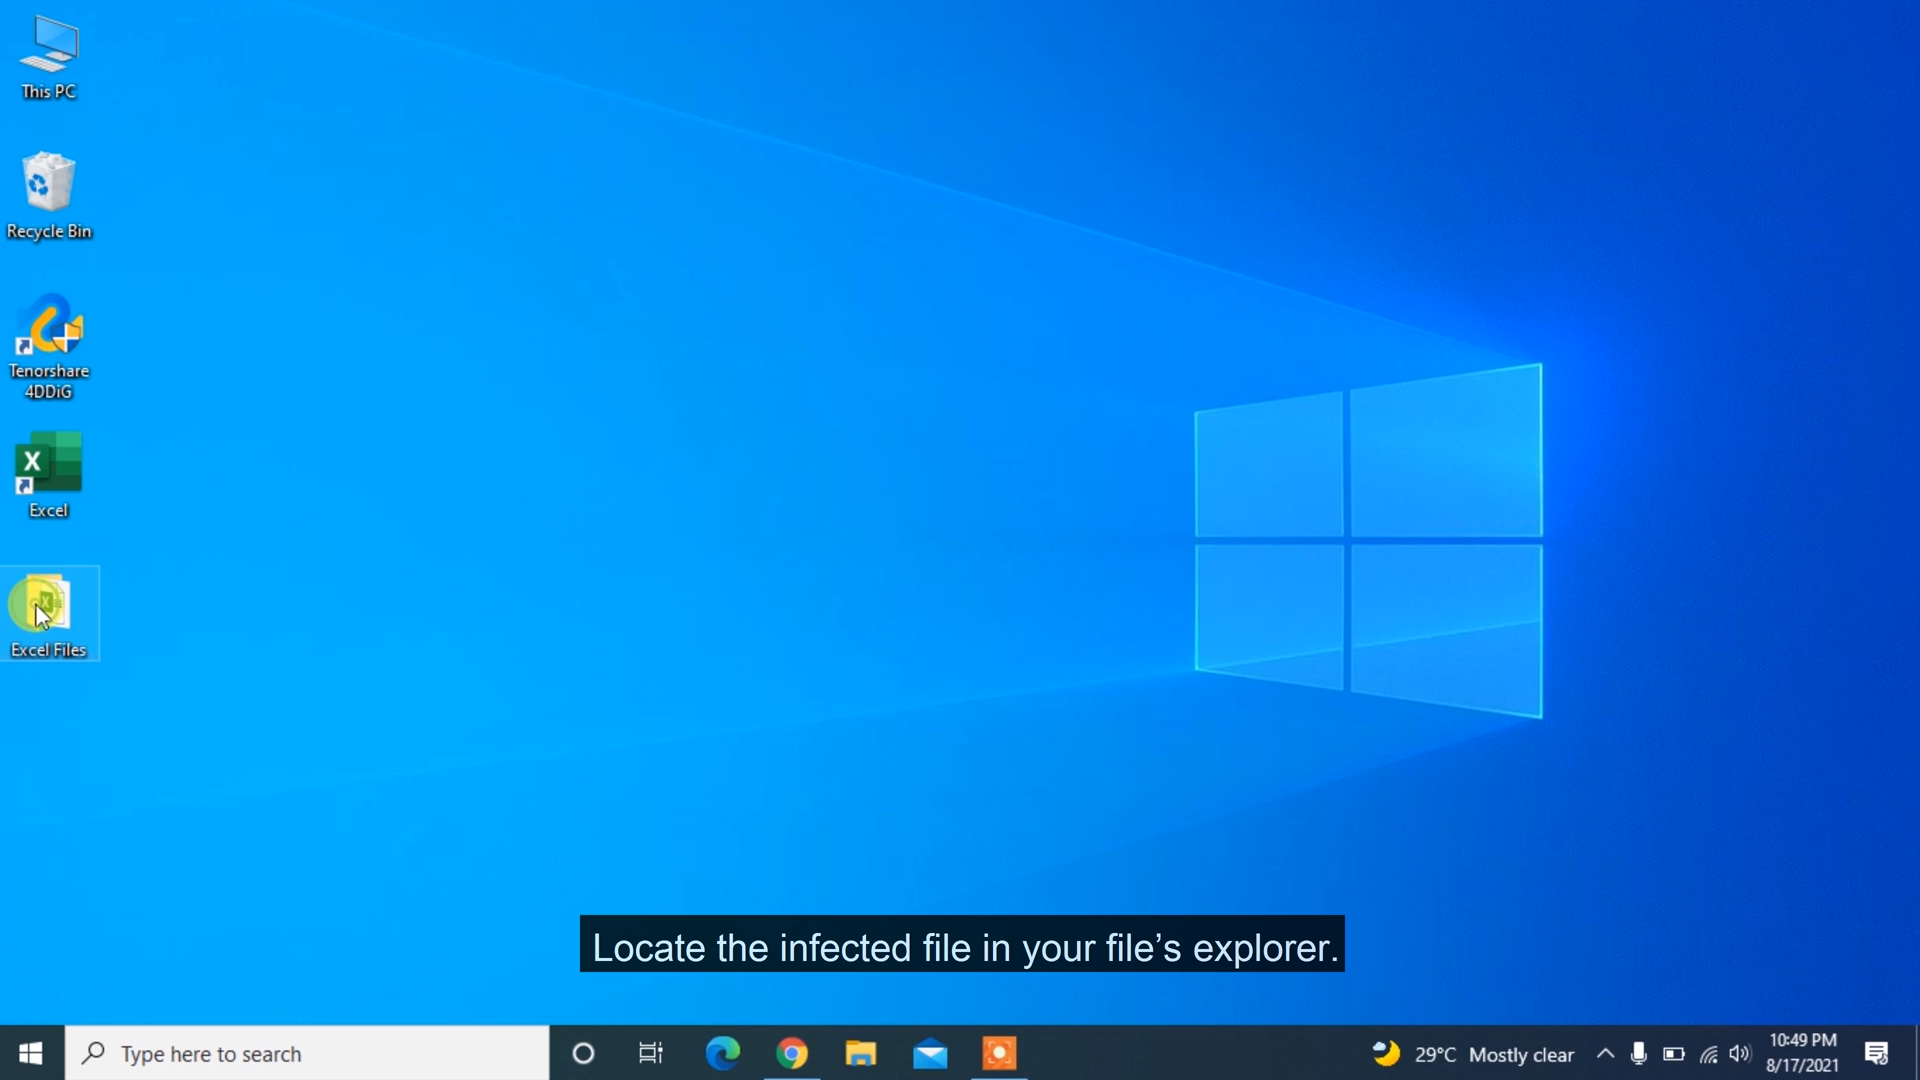 This PC
Recycle Bin
Tenorshare
4DDiG
X
Excel
X
Excel Files
Locate the infected file in your file’s explorer.
Type here to search
29°C Mostly clear
10:49 PM
8/17/2021